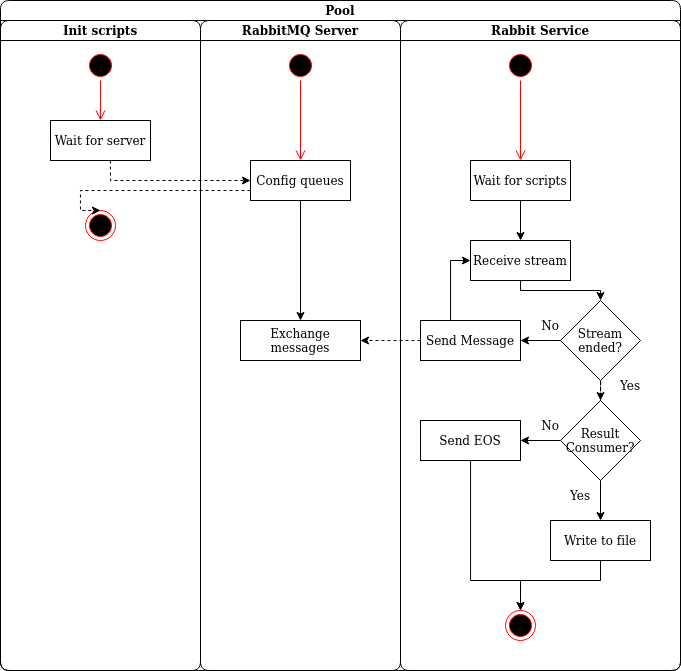 Pool
Init scripts
RabbitMQ Server
Rabbit Service
Wait for server
Config queues
Wait for scripts
Receive stream
Exchange
messages
Send Message
No
Stream
ended?
Yes
Send EOS
No
Result
Consumer?
Yes
Write to file